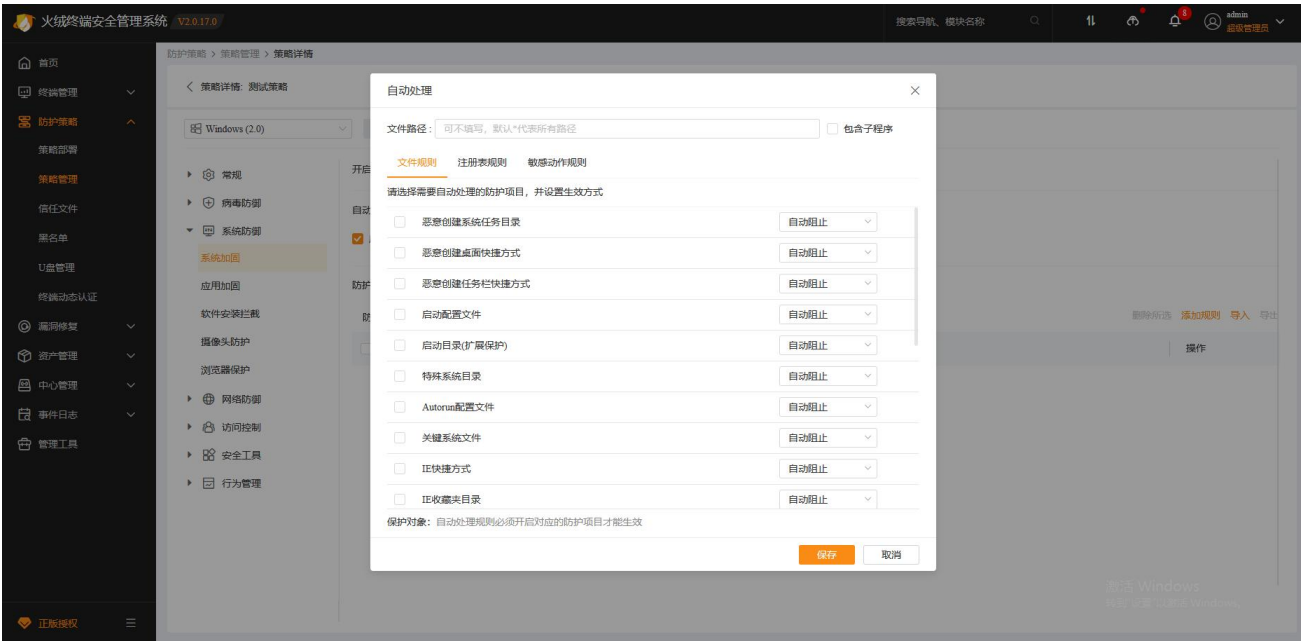 火绒终端安全管理系统 V2.0.17.0
搜索导航、模块名称
8
admin
超级管理员
首页
终端管理
防护策略
策略部署
策略管理
信任文件
黑名单
U盘管理
终端动态认证
漏洞修复
资产管理
中心管理
事件日志
管理工具
正版授权
防护策略 > 策略管理 > 策略详情
策略详情: 测试策略
Windows (2.0)
常规
病毒防御
系统防御
系统加固
应用加固
软件安装拦截
摄像头防护
浏览器保护
网络防御
访问控制
安全工具
行为管理
开启
自动
防护
防
删除所选 添加规则 导入 导出
操作
自动处理
文件路径: 可不填写，默认*代表所有路径 包含子程序
文件规则 注册表规则 敏感动作规则
请选择需要自动处理的防护项目，并设置生效方式
恶意创建系统任务目录 自动阻止
恶意创建桌面快捷方式 自动阻止
恶意创建任务栏快捷方式 自动阻止
启动配置文件 自动阻止
启动目录(扩展保护) 自动阻止
特殊系统目录 自动阻止
Autorun配置文件 自动阻止
关键系统文件 自动阻止
IE快捷方式 自动阻止
IE收藏夹目录 自动阻止
保护对象: 自动处理规则必须开启对应的防护项目才能生效
保存 取消
激活 Windows